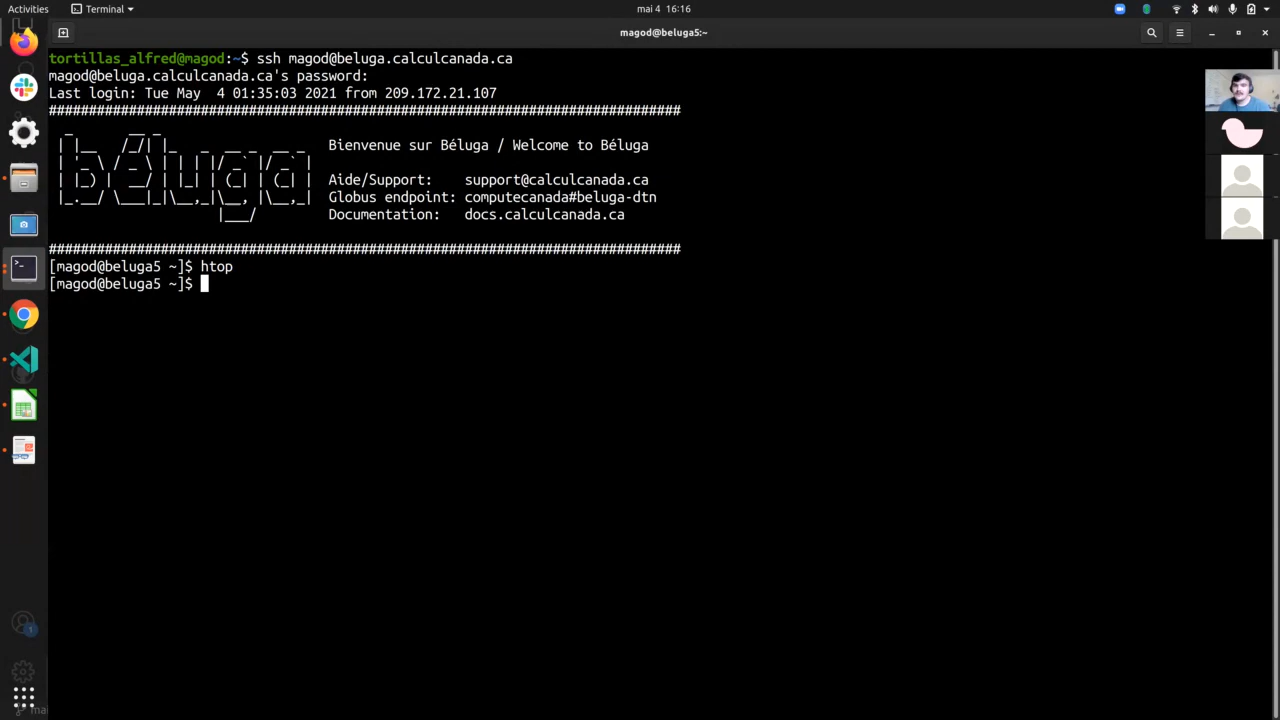 Activities Terminal mai 4 16:16
magod@beluga5:~
tortillas_alfred@magod:~$ ssh magod@beluga.calculcanada.ca
magod@beluga.calculcanada.ca's password:
Last login: Tue May  4 01:35:03 2021 from 209.172.21.107
###############################################################################
béluga
Bienvenue sur Béluga / Welcome to Béluga
Aide/Support:    support@calculcanada.ca
Globus endpoint: computecanada#beluga-dtn
Documentation:   docs.calculcanada.ca
###############################################################################
[magod@beluga5 ~]$ htop
[magod@beluga5 ~]$
1